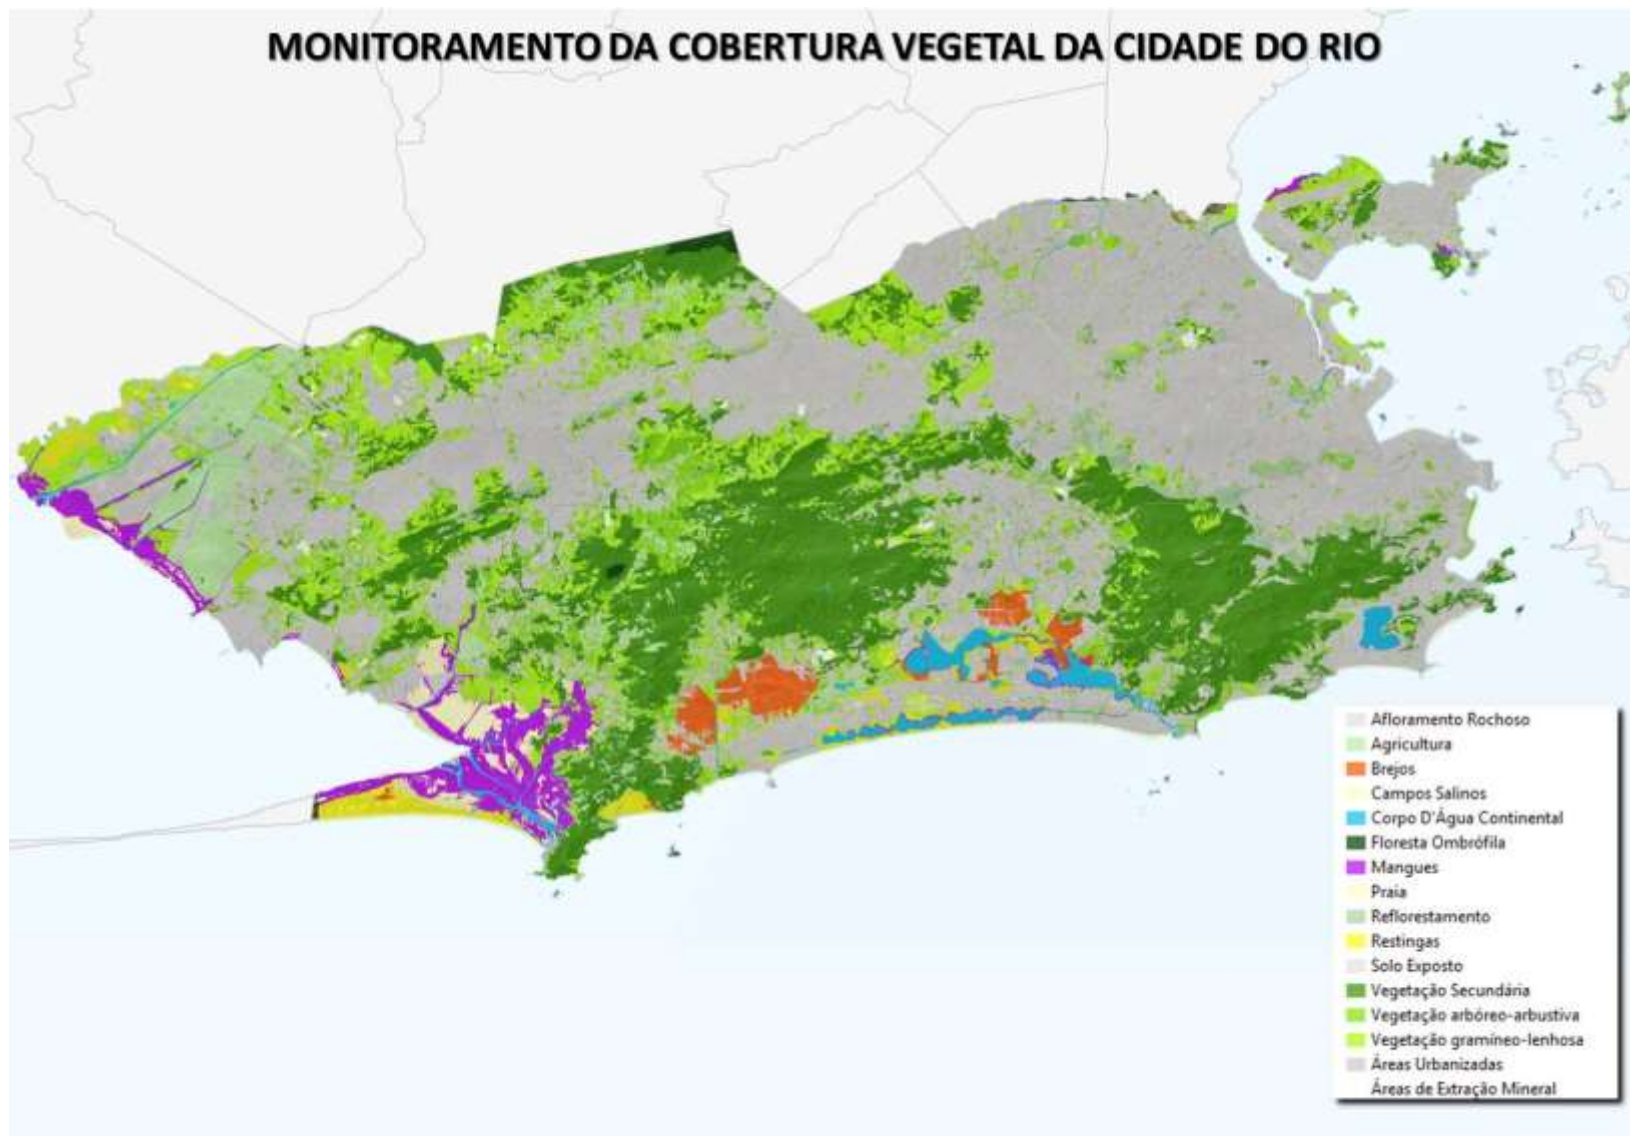 MONITORAMENTO DA COBERTURA VEGETAL DA CIDADE DO RIO
Afloramento Rochoso
Agricultura
Brejos
Campos Salinos
Corpo D'Água Continental
Floresta Ombrófila
Mangues
Praia
Reflorestamento
Restingas
Solo Exposto
Vegetação Secundária
Vegetação arbóreo-arbustiva
Vegetação gramíneo-lenhosa
Áreas Urbanizadas
Áreas de Extração Mineral